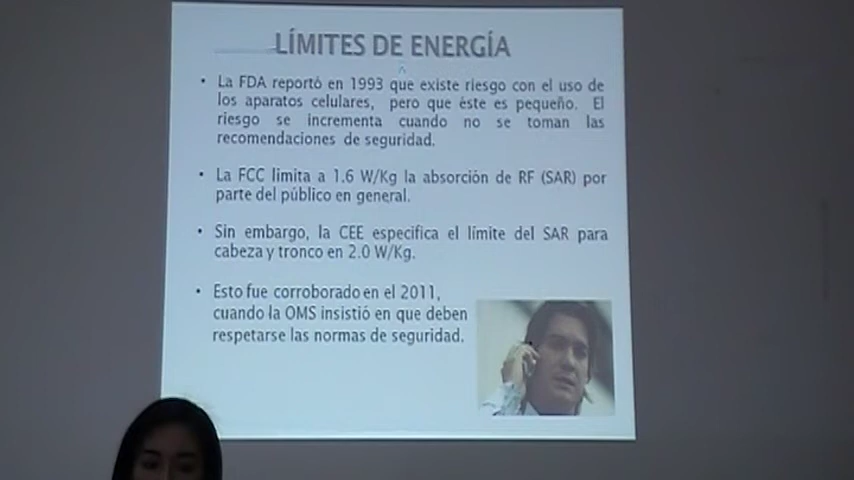 LÍMITES DE ENERGÍA
• La FDA reportó en 1993 que existe riesgo con el uso de
los aparatos celulares, pero que éste es pequeño. El
riesgo se incrementa cuando no se toman las
recomendaciones de seguridad.
• La FCC limita a 1.6 W/Kg la absorción de RF (SAR) por
parte del público en general.
• Sin embargo, la CEE especifica el límite del SAR para
cabeza y tronco en 2.0 W/Kg.
• Esto fue corroborado en el 2011,
cuando la OMS insistió en que deben
respetarse las normas de seguridad.